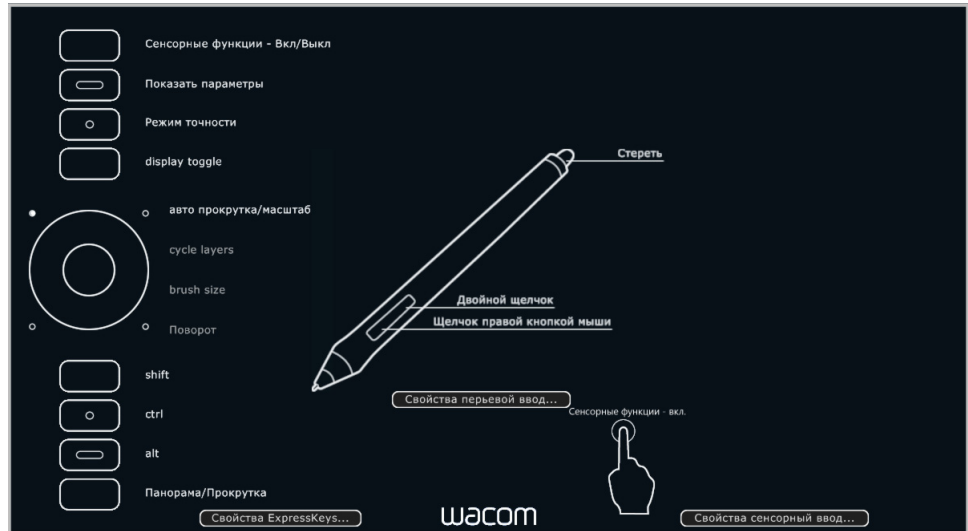 Сенсорные функции - Вкл/Выкл
Показать параметры
Режим точности
display toggle
авто прокрутка/масштаб
cycle layers
brush size
Поворот
shift
ctrl
alt
Панорама/Прокрутка
Свойства ExpressKeys...
Стереть
Двойной щелчок
Щелчок правой кнопкой мыши
Свойства перьевой ввод...
Сенсорные функции - вкл.
wacom
Свойства сенсорный ввод...